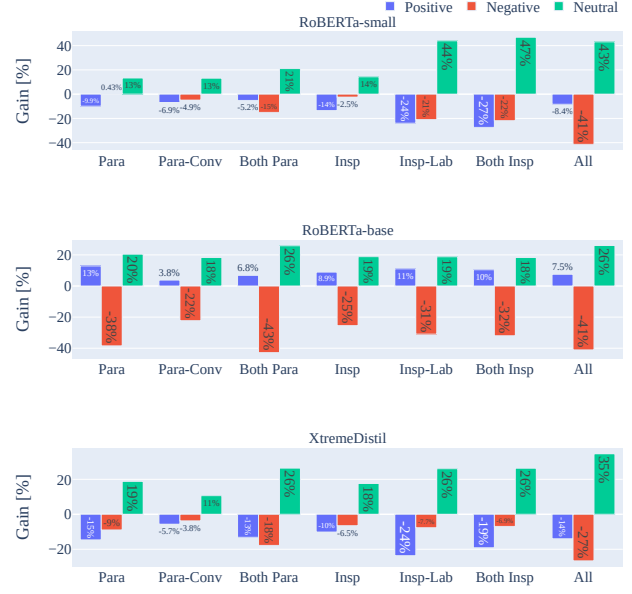 Positive Negative Neutral
RoBERTa-small
Gain [%]
40
20
0
−20
−40
-9.9% 0.43% 13%
-6.9% -4.9% 13%
-5.2% -15% 21%
-14% -2.5% 14%
-24% -21% 44%
-27% -22% 47%
-8.4% -41% 43%
Para Para-Conv Both Para Insp Insp-Lab Both Insp All
RoBERTa-base
Gain [%]
20
0
−20
−40
13% -38% 20%
3.8% -22% 18%
6.8% -43% 26%
8.9% -25% 19%
11% -31% 19%
10% -32% 18%
7.5% -41% 26%
Para Para-Conv Both Para Insp Insp-Lab Both Insp All
XtremeDistil
Gain [%]
20
0
−20
-15% -9% 19%
-5.7% -3.8% 11%
-13% -18% 26%
-10% -6.5% 18%
-24% -7.7% 26%
-19% -6.9% 26%
-14% -27% 35%
Para Para-Conv Both Para Insp Insp-Lab Both Insp All